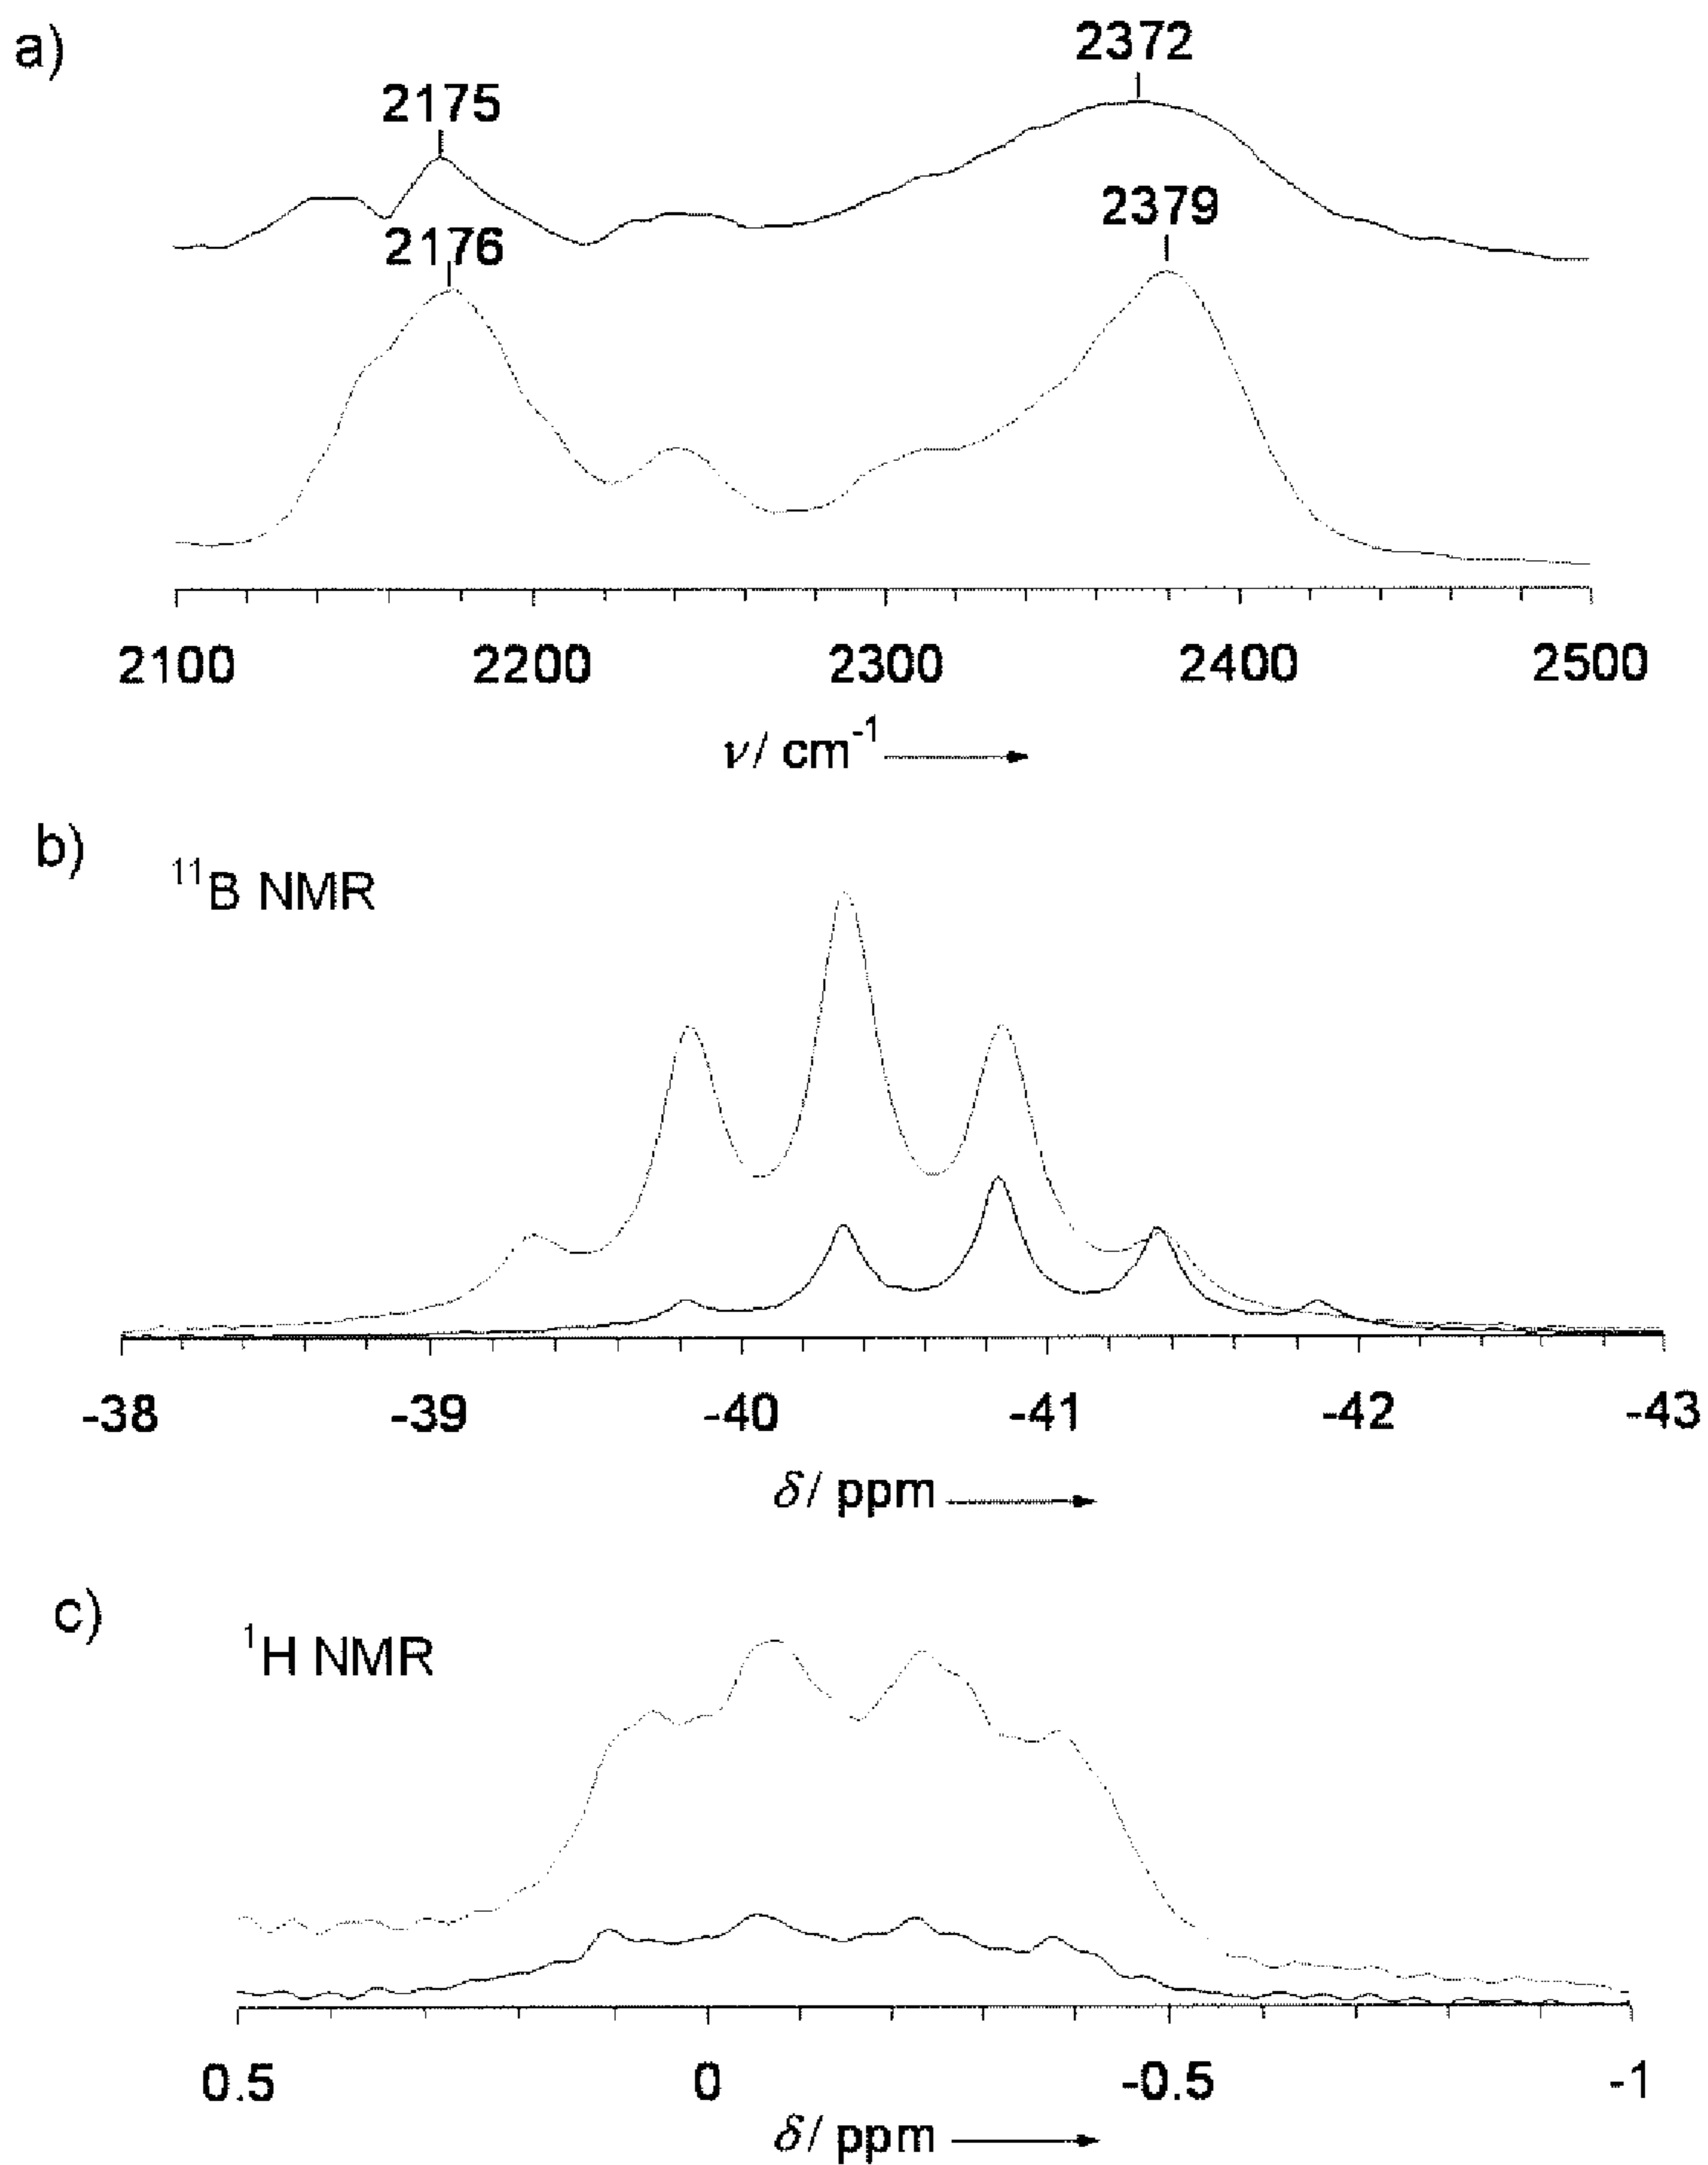 a)
2372
2175
2379
2176
2100 2200 2300 2400 2500
ν/ cm⁻¹
b)
¹¹B NMR
-38 -39 -40 -41 -42 -43
δ/ ppm
c)
¹H NMR
0.5 0 -0.5 -1
δ/ ppm